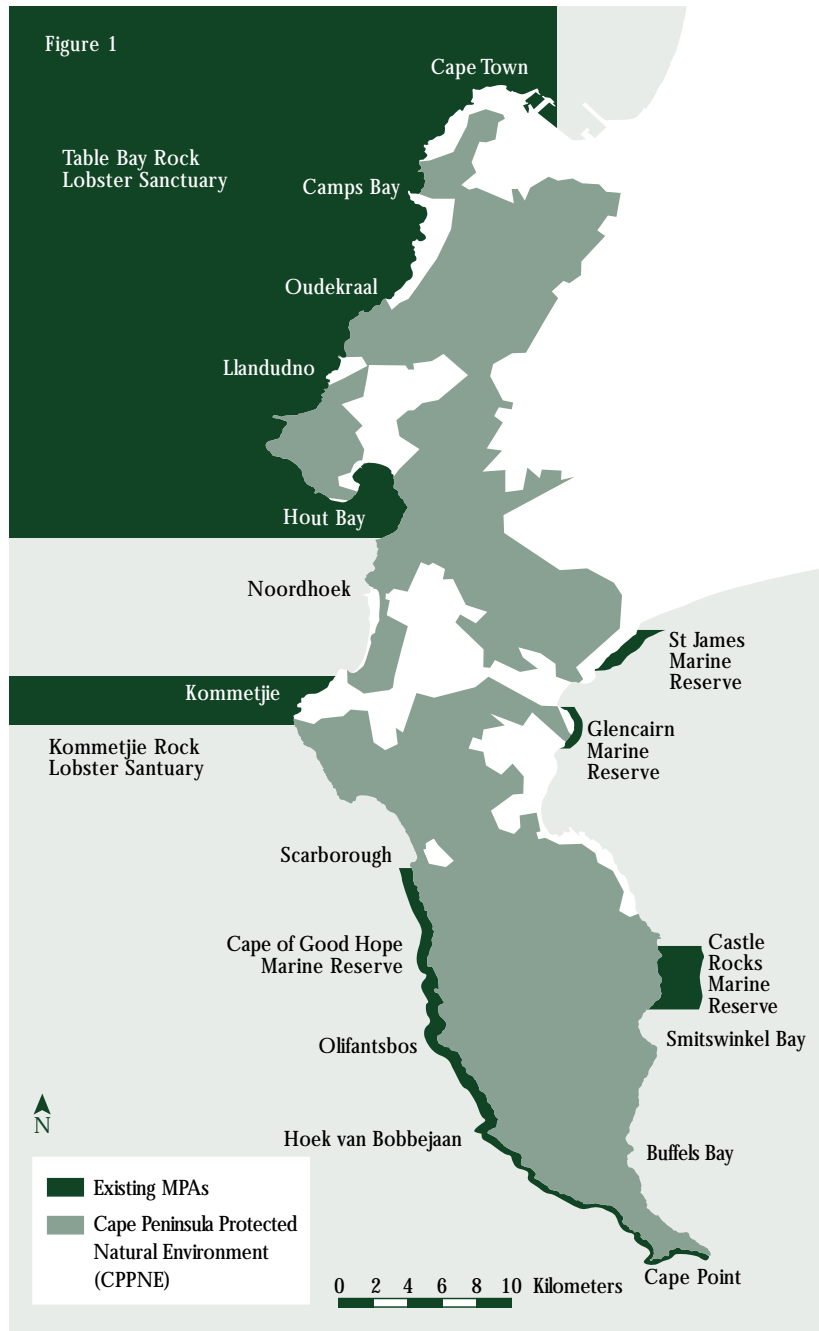 Figure 1
Cape Town
Table Bay Rock
Lobster Sanctuary
Camps Bay
Oudekraal
Llandudno
Hout Bay
Noordhoek
St James
Marine
Reserve
Kommetjie
Glencairn
Marine
Reserve
Kommetjie Rock
Lobster Santuary
Scarborough
Cape of Good Hope
Marine Reserve
Castle
Rocks
Marine
Reserve
Smitswinkel Bay
Olifantsbos
N
Hoek van Bobbejaan
Buffels Bay
Existing MPAs
Cape Peninsula Protected
Natural Environment
(CPPNE)
Cape Point
0 2 4 6 8 10 Kilometers